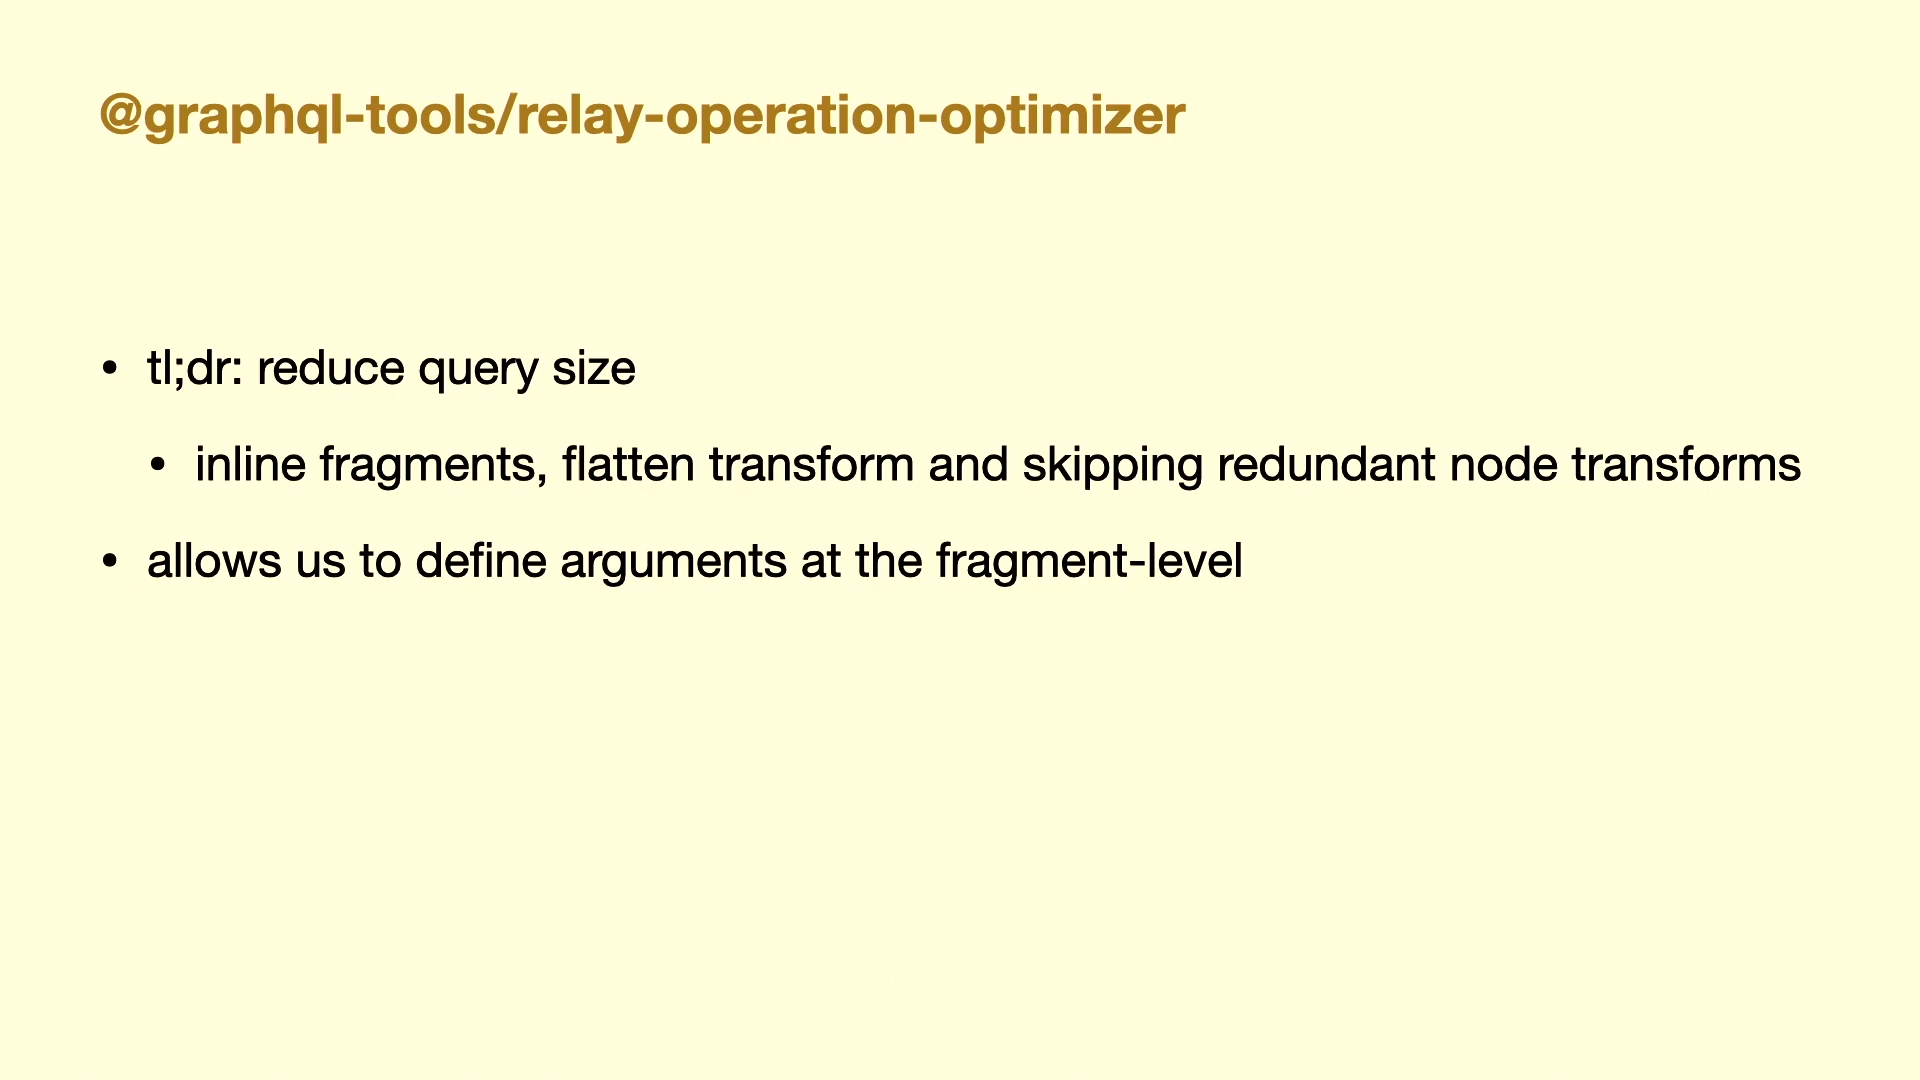 @graphql-tools/relay-operation-optimizer
• tl;dr: reduce query size
• inline fragments, flatten transform and skipping redundant node transforms
• allows us to define arguments at the fragment-level